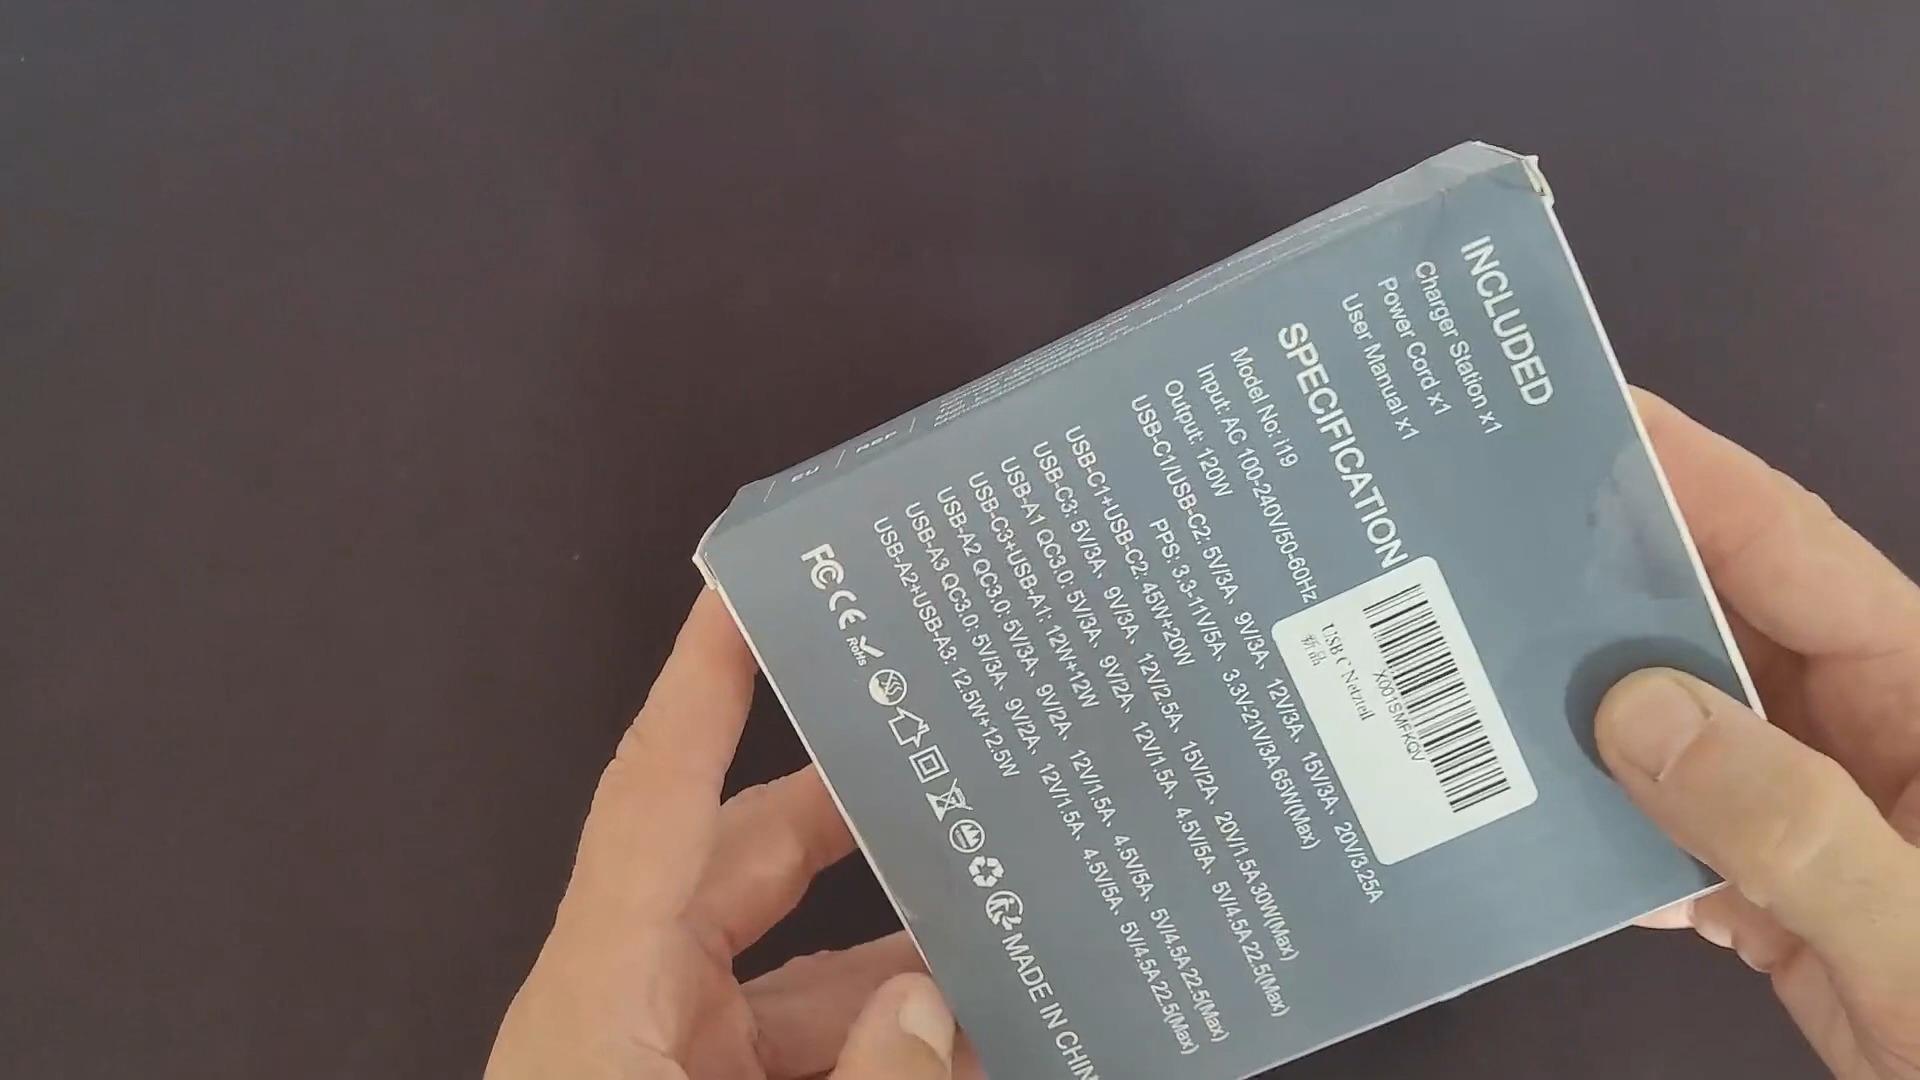 INCLUDED
Charger Station x1
Power Cord x1
User Manual x1
SPECIFICATION
Model No: i19
Input: AC 100-240V/50-60Hz
Output: 120W
USB-C1/USB-C2: 5V/3A、9V/3A、12V/3A、15V/3A、20V/3.25A
PPS: 3.3-11V/5A、3.3V-21V/3A 65W(Max)
USB-C1+USB-C2: 45W+20W
USB-C3: 5V/3A、9V/3A、12V/2.5A、15V/2A、20V/1.5A 30W(Max)
USB-A1 QC3.0: 5V/3A、9V/2A、12V/1.5A、4.5V/5A、5V/4.5A 22.5(Max)
USB-C3+USB-A1: 12W+12W
USB-A2 QC3.0: 5V/3A、9V/2A、12V/1.5A、4.5V/5A、5V/4.5A 22.5(Max)
USB-A3 QC3.0: 5V/3A、9V/2A、12V/1.5A、4.5V/5A、5V/4.5A 22.5(Max)
USB-A2+USB-A3: 12.5W+12.5W
FC CE RoHs MADE IN CHIN
X001SMFKQV
USB C Netzteil
新品
EU / REP /